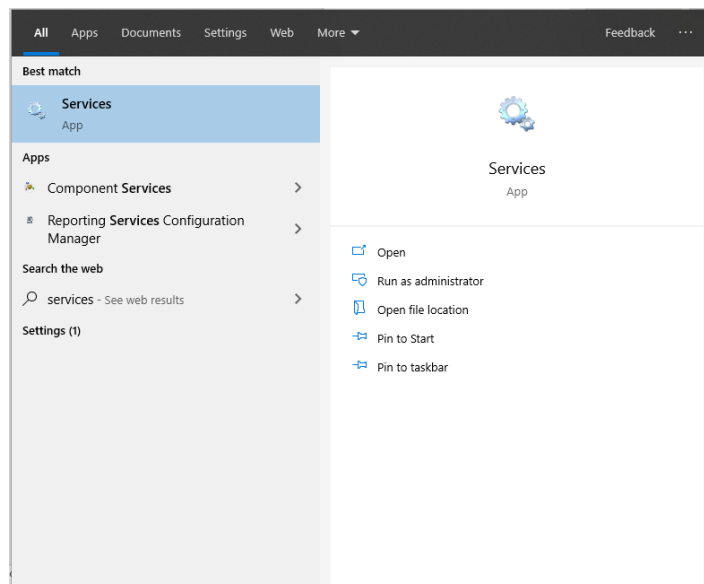 All Apps Documents Settings Web More Feedback ...
Best match
Services
App
Apps
Component Services
Reporting Services Configuration
Manager
Search the web
services - See web results
Settings (1)
Services
App
Open
Run as administrator
Open file location
Pin to Start
Pin to taskbar